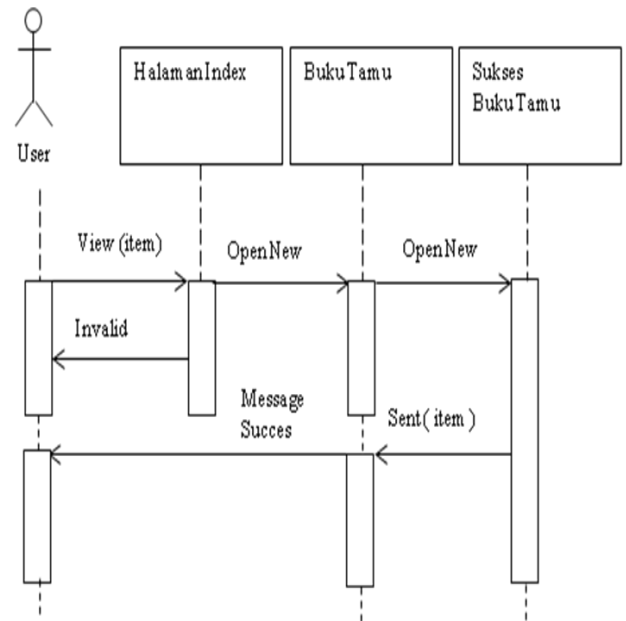 HalamanIndex
BukuTamu
Sukses
BukuTamu
User
View (item)
OpenNew
OpenNew
Invalid
Message
Succes
Sent( item )